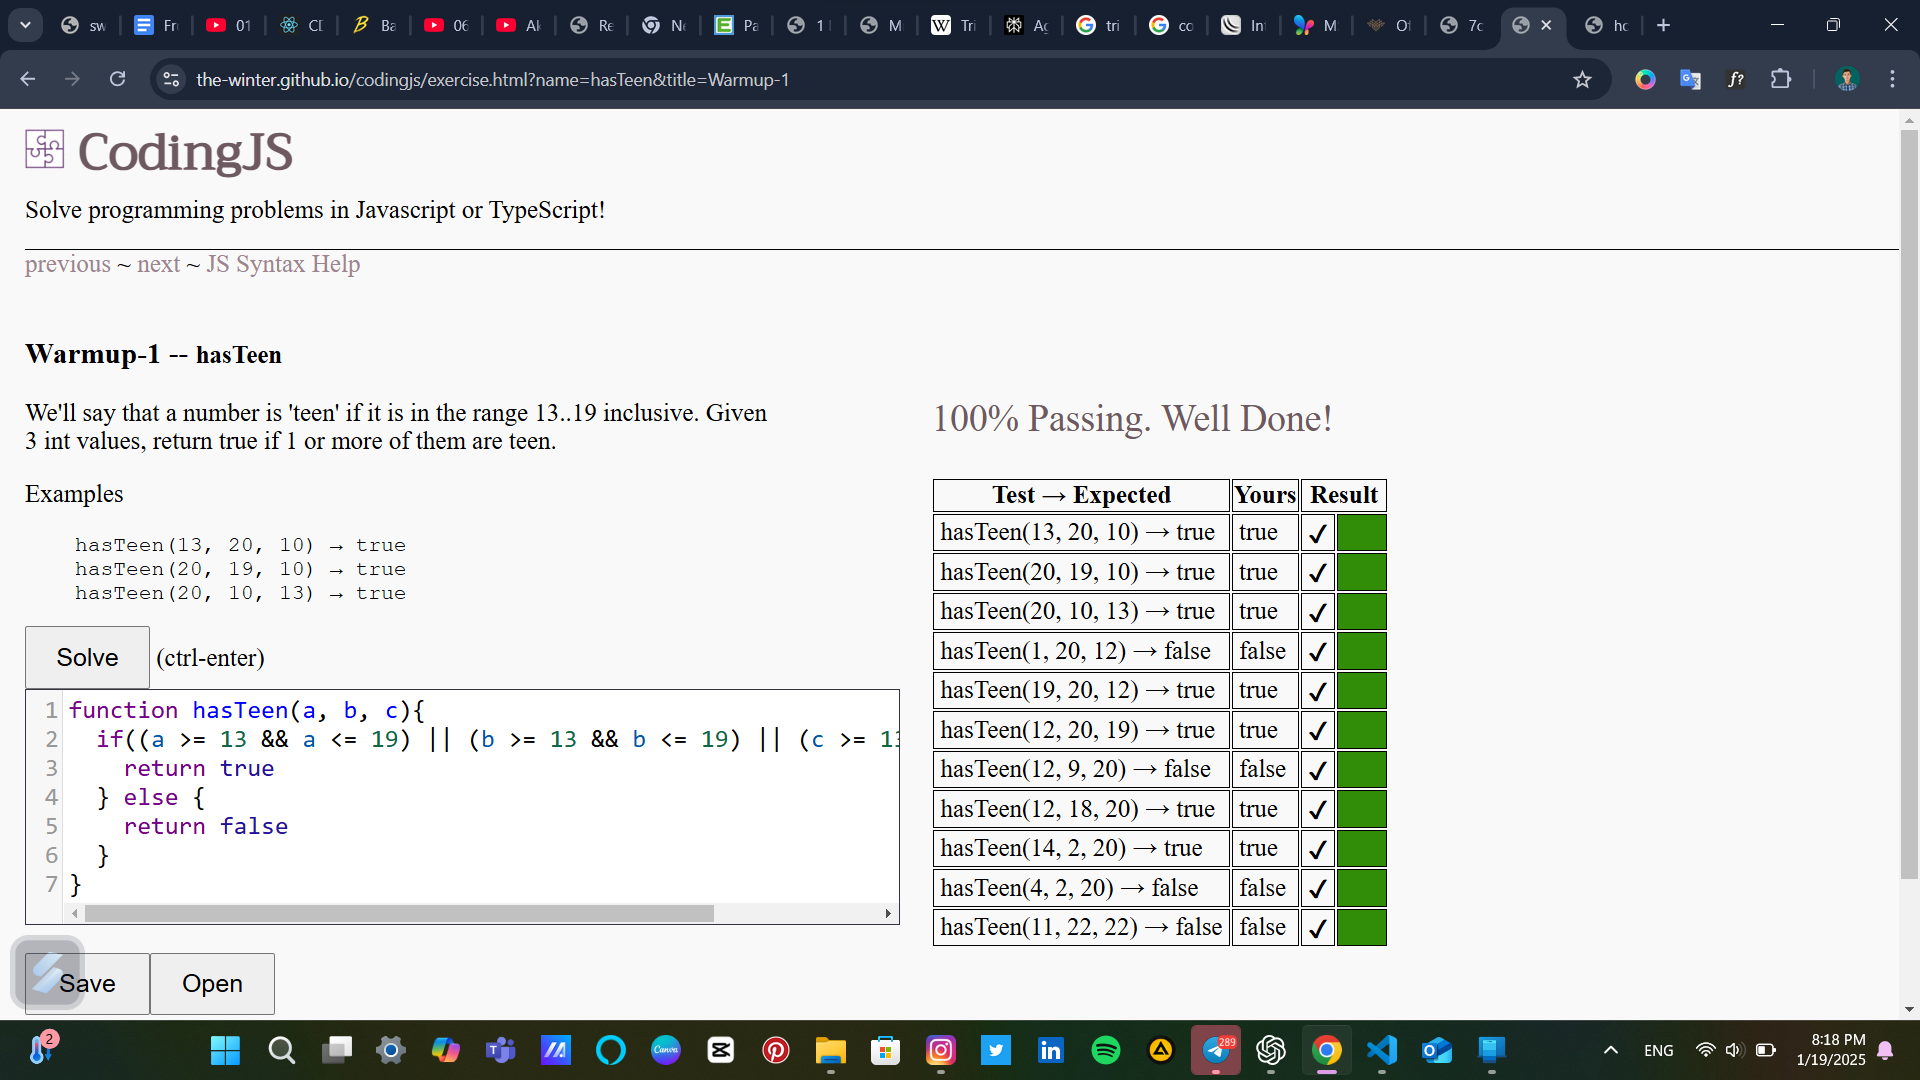 sw
Fr
01
CI
Ba
06
Ak
Re
Ne
Pa
1
M
Tri
Aç
tri
co
In
M
Of
7c
ho
the-winter.github.io/codingjs/exercise.html?name=hasTeen&title=Warmup-1
CodingJS
Solve programming problems in Javascript or TypeScript!
previous ~ next ~ JS Syntax Help
Warmup-1 -- hasTeen
We'll say that a number is 'teen' if it is in the range 13..19 inclusive. Given
3 int values, return true if 1 or more of them are teen.
Examples
hasTeen(13, 20, 10) → true
hasTeen(20, 19, 10) → true
hasTeen(20, 10, 13) → true
Solve (ctrl-enter)
1 function hasTeen(a, b, c){
2 if((a >= 13 && a <= 19) || (b >= 13 && b <= 19) || (c >= 13
3 return true
4 } else {
5 return false
6 }
7 }
Save Open
100% Passing. Well Done!
Test → Expected Yours Result
hasTeen(13, 20, 10) → true true ✔
hasTeen(20, 19, 10) → true true ✔
hasTeen(20, 10, 13) → true true ✔
hasTeen(1, 20, 12) → false false ✔
hasTeen(19, 20, 12) → true true ✔
hasTeen(12, 20, 19) → true true ✔
hasTeen(12, 9, 20) → false false ✔
hasTeen(12, 18, 20) → true true ✔
hasTeen(14, 2, 20) → true true ✔
hasTeen(4, 2, 20) → false false ✔
hasTeen(11, 22, 22) → false false ✔
2
Canva
289
ENG
8:18 PM
1/19/2025